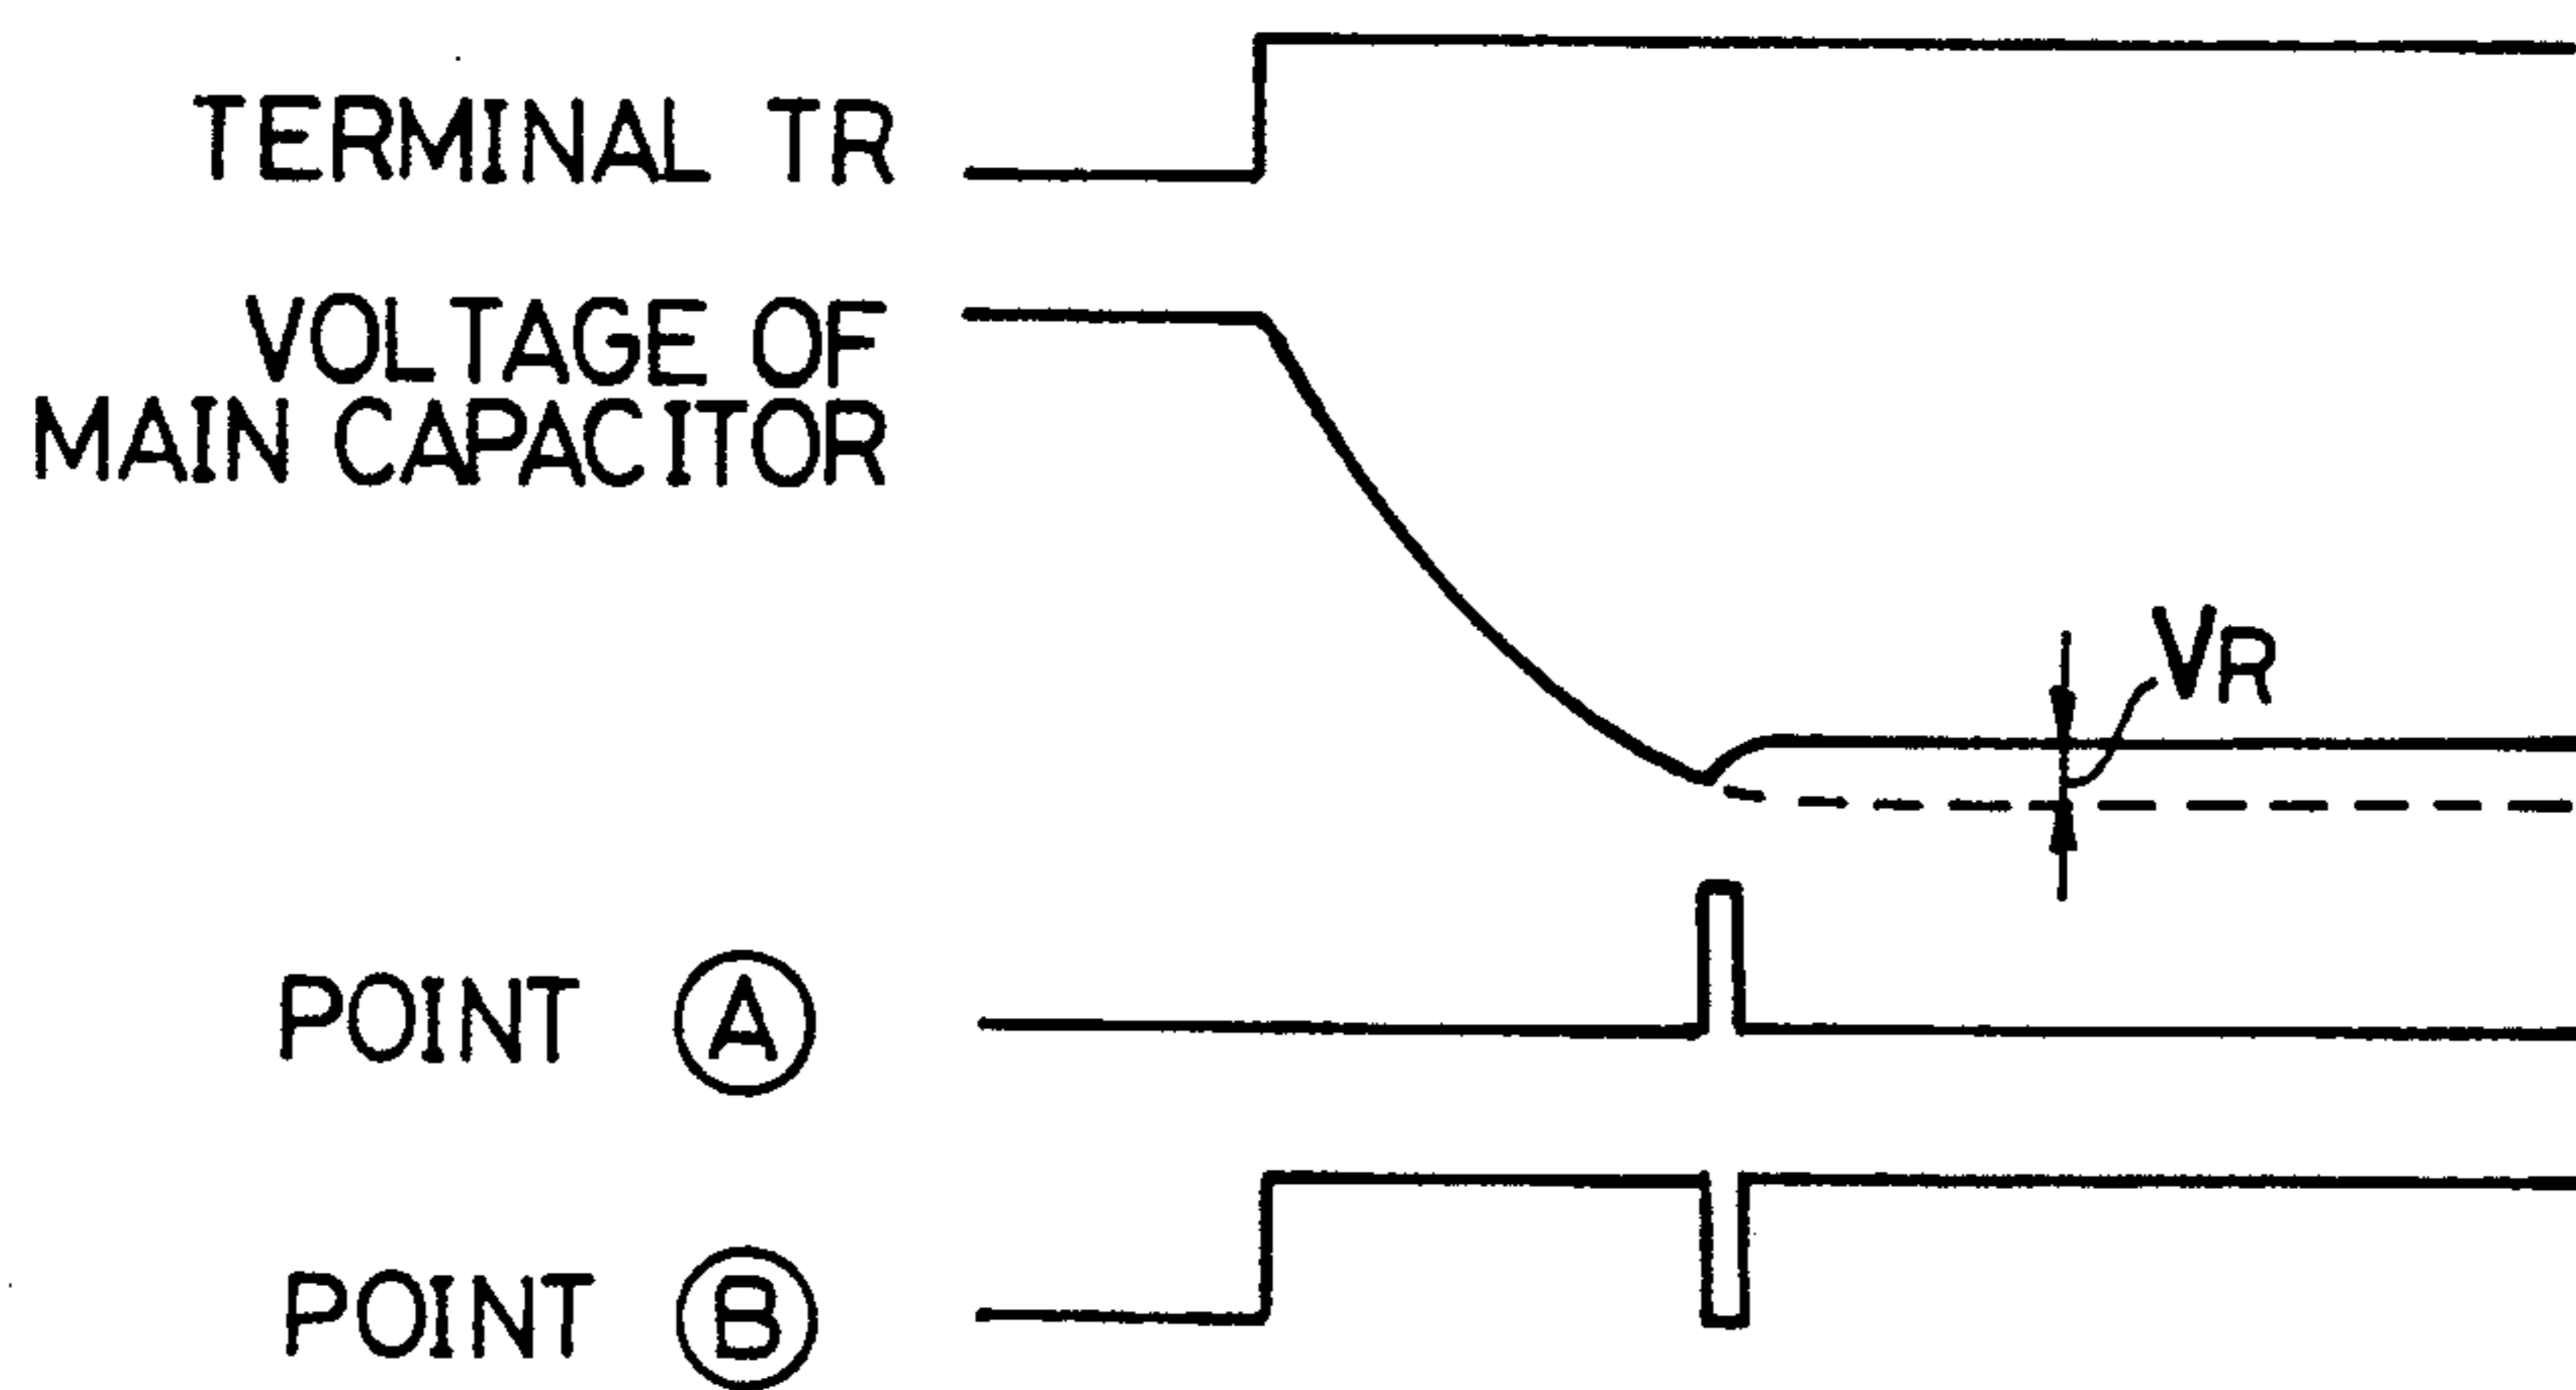 TERMINAL TR
VOLTAGE OF
MAIN CAPACITOR
VR
POINT A
POINT B